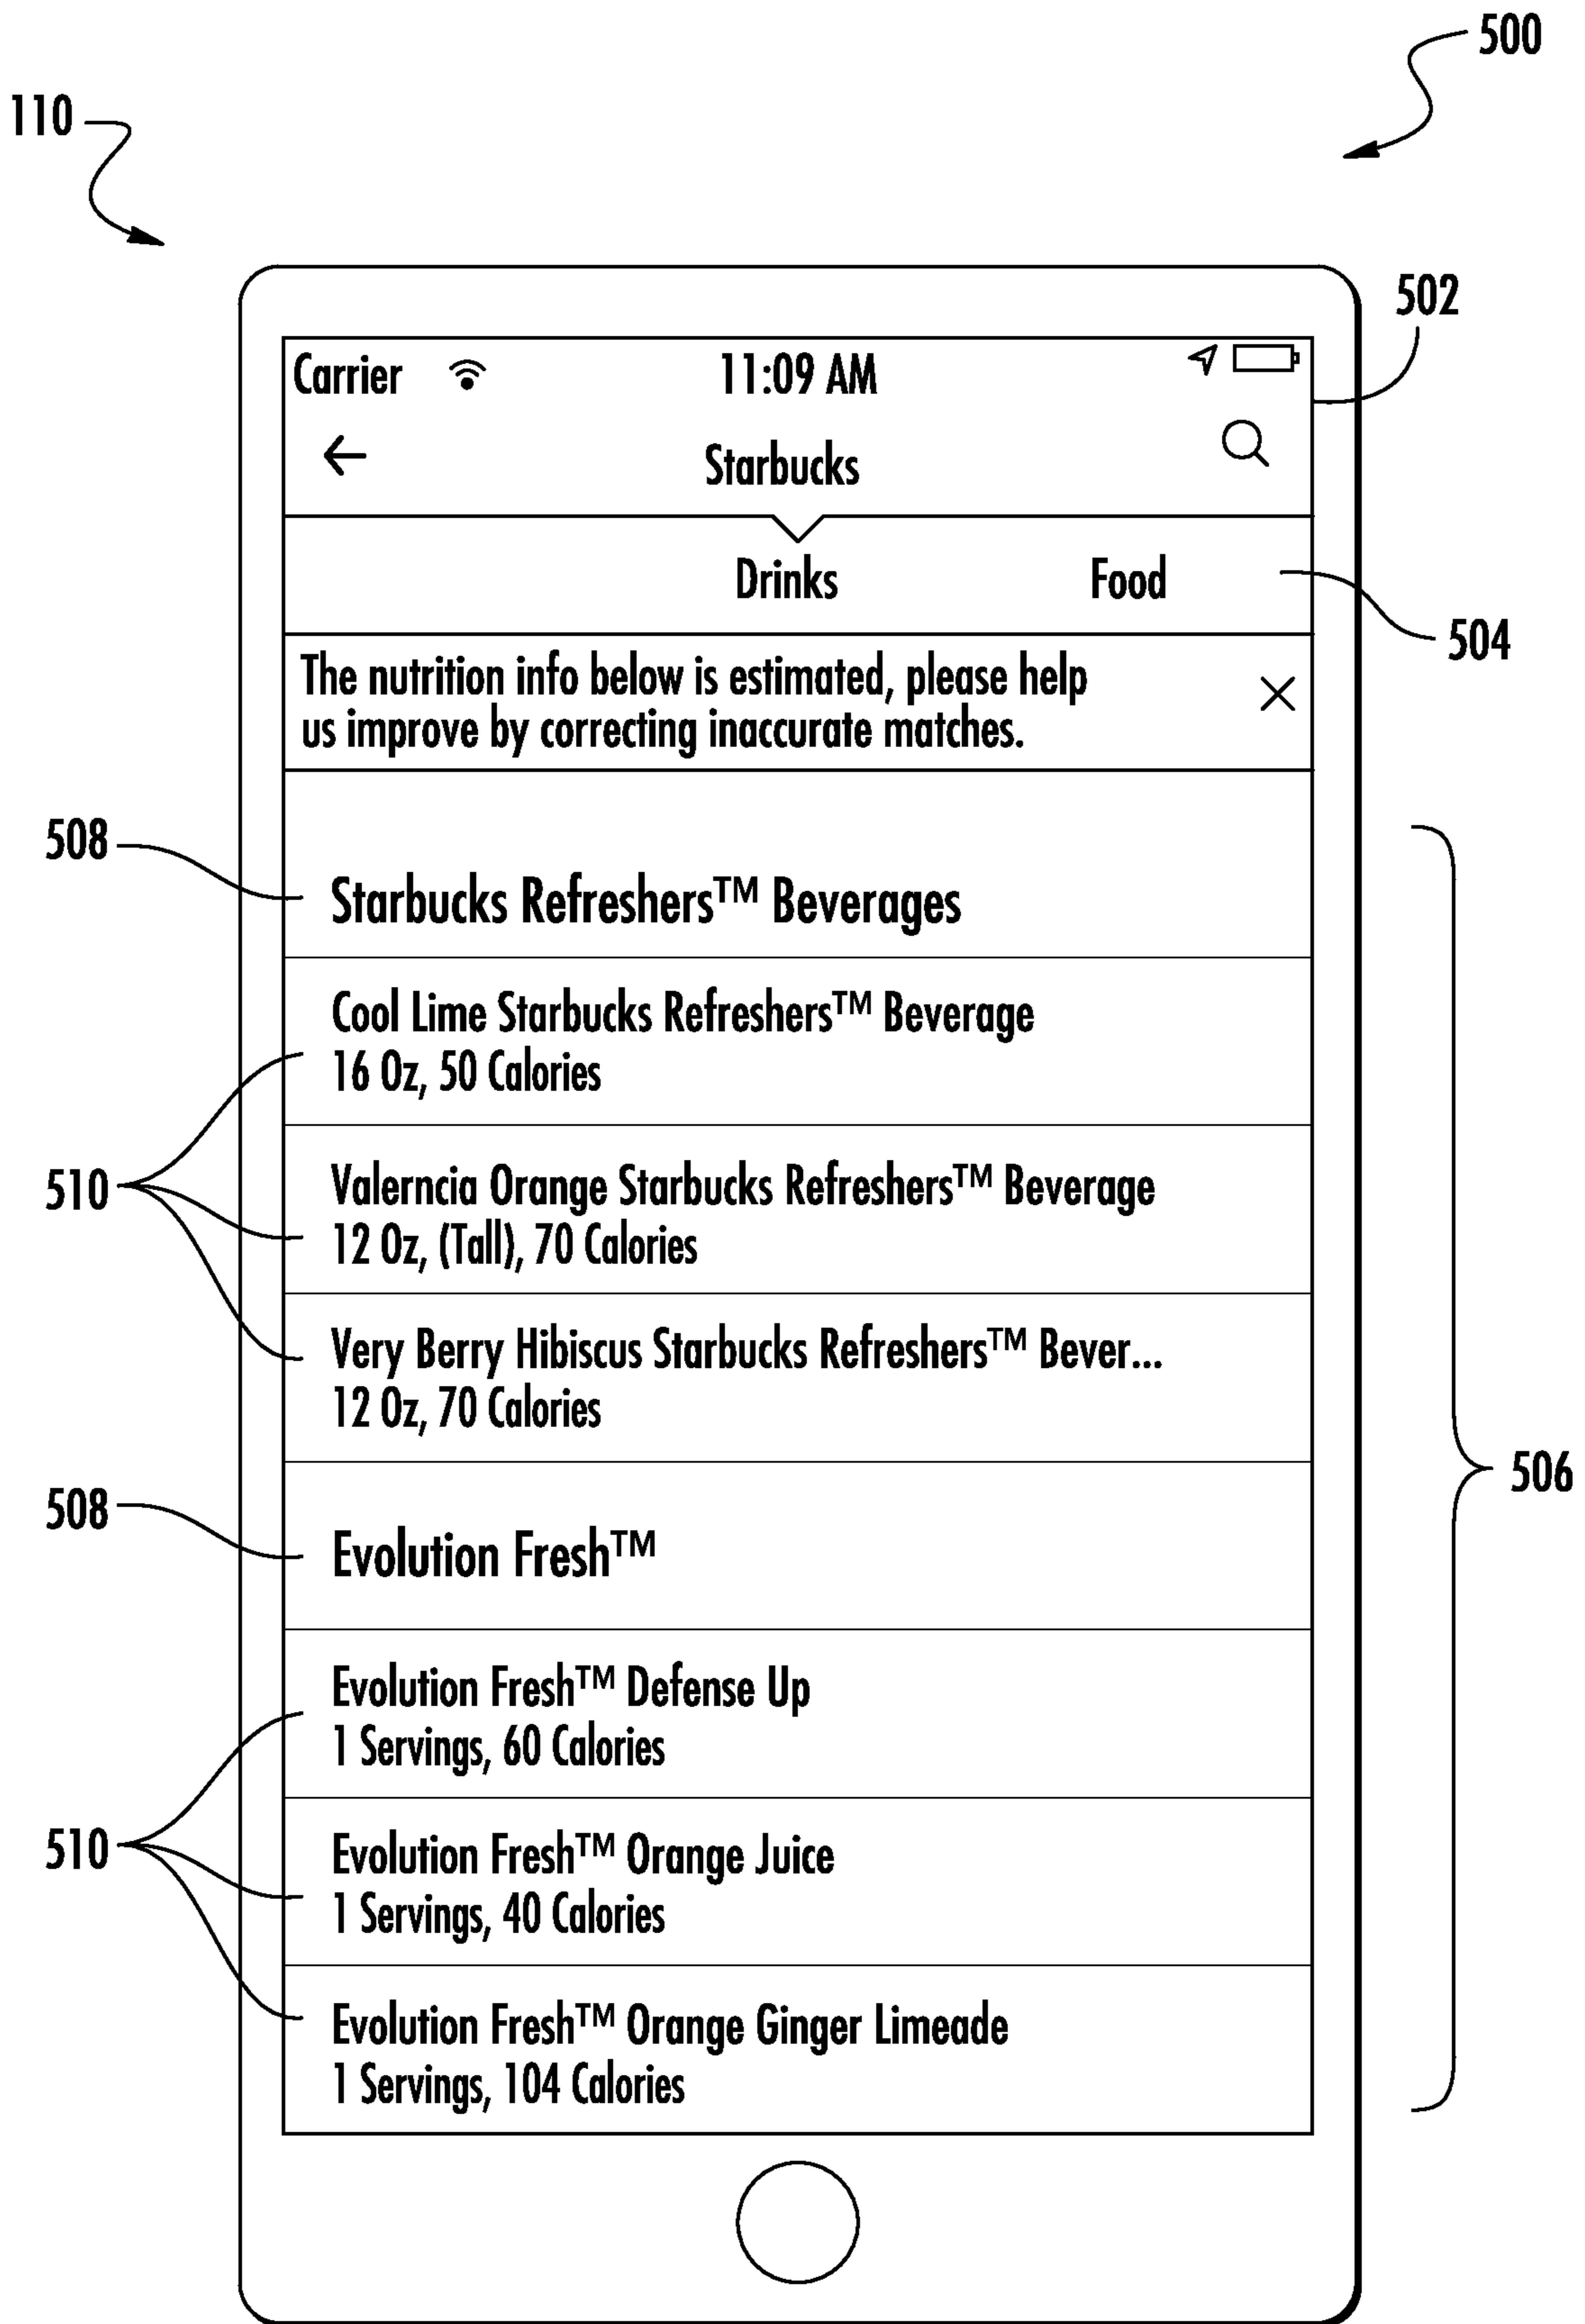 500
110
502
Carrier 11:09 AM
Starbucks
Drinks Food
504
The nutrition info below is estimated, please help
us improve by correcting inaccurate matches.
508
Starbucks Refreshers™ Beverages
Cool Lime Starbucks Refreshers™ Beverage
16 Oz, 50 Calories
510
Valerncia Orange Starbucks Refreshers™ Beverage
12 Oz, (Tall), 70 Calories
Very Berry Hibiscus Starbucks Refreshers™ Bever...
12 Oz, 70 Calories
506
508
Evolution Fresh™
Evolution Fresh™ Defense Up
1 Servings, 60 Calories
510
Evolution Fresh™ Orange Juice
1 Servings, 40 Calories
Evolution Fresh™ Orange Ginger Limeade
1 Servings, 104 Calories